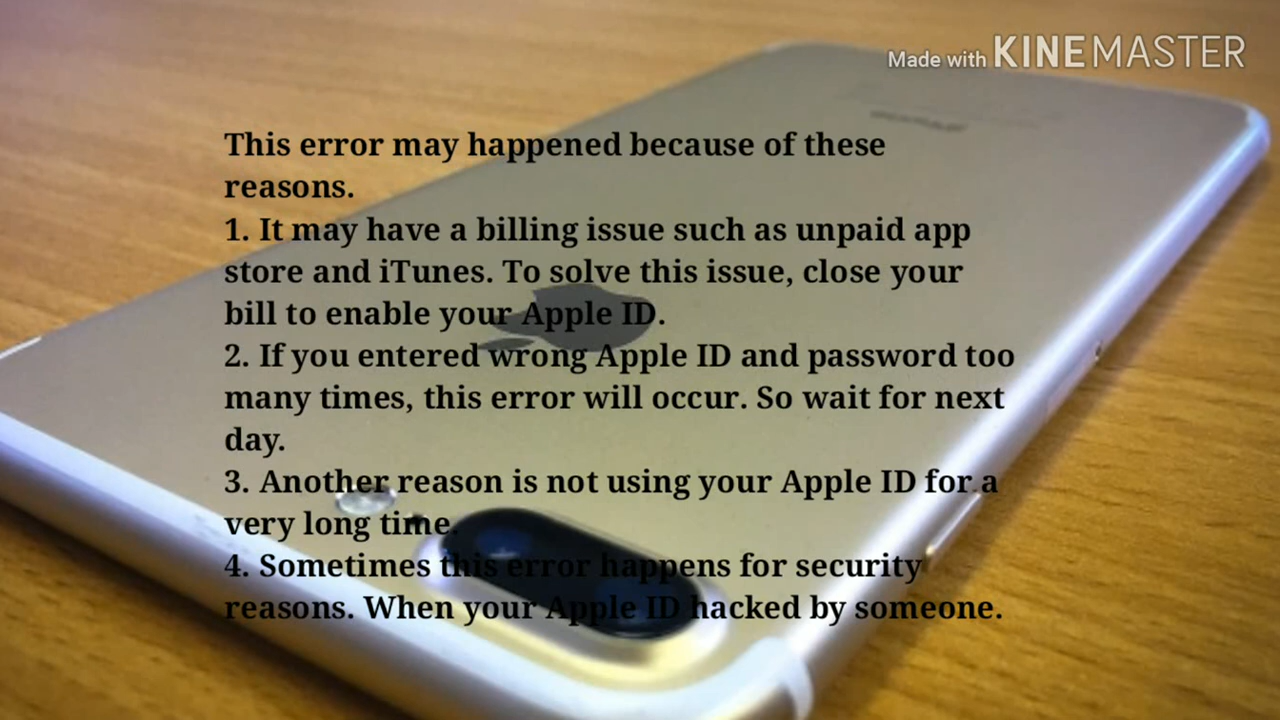 Made with KINEMASTER
This error may happened because of these
reasons.
1. It may have a billing issue such as unpaid app
store and iTunes. To solve this issue, close your
bill to enable your Apple ID.
2. If you entered wrong Apple ID and password too
many times, this error will occur. So wait for next
day.
3. Another reason is not using your Apple ID for a
very long time.
4. Sometimes this error happens for security
reasons. When your Apple ID hacked by someone.